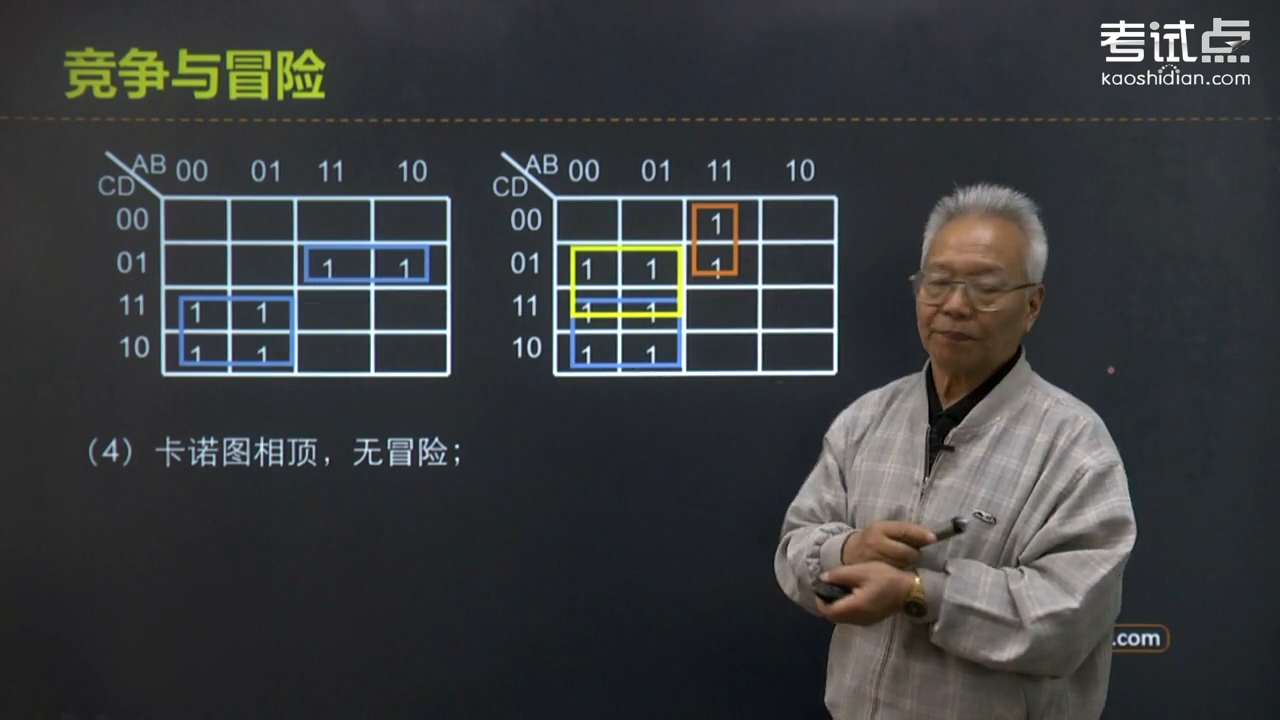 竞争与冒险
考试点
kaoshidian.com
AB 00 01 11 10
CD
00
01 1 1
11 1 1
10 1 1
AB 00 01 11 10
CD
00 1
01 1 1 1
11 1 1
10 1 1
（4）卡诺图相顶，无冒险；
.com